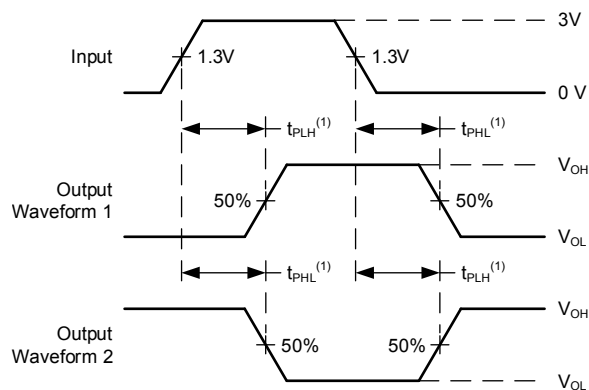 3V
Input
1.3V
1.3V
0 V
tPLH(1)
tPHL(1)
VOH
Output
Waveform 1
50%
50%
VOL
tPHL(1)
tPLH(1)
VOH
Output
Waveform 2
50%
50%
VOL